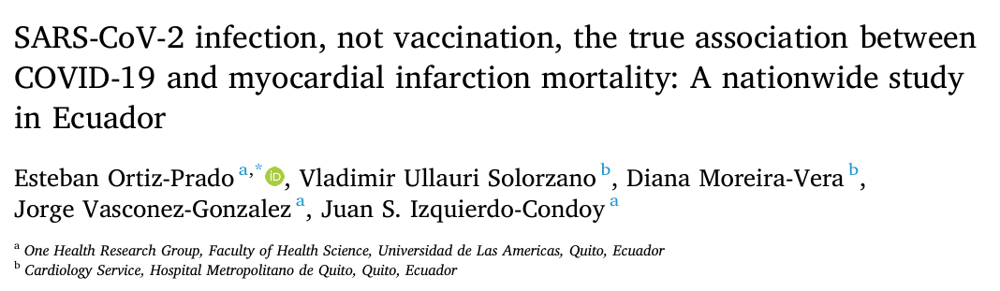 SARS-CoV-2 infection, not vaccination, the true association between
COVID-19 and myocardial infarction mortality: A nationwide study
in Ecuador
Esteban Ortiz-Prado a,* iD, Vladimir Ullauri Solorzano b, Diana Moreira-Vera b,
Jorge Vasconez-Gonzalez a, Juan S. Izquierdo-Condoy a
a One Health Research Group, Faculty of Health Science, Universidad de Las Americas, Quito, Ecuador
b Cardiology Service, Hospital Metropolitano de Quito, Quito, Ecuador